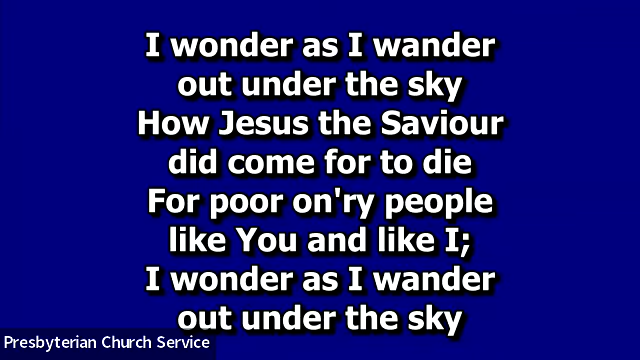 I wonder as I wander
out under the sky
How Jesus the Saviour
did come for to die
For poor on'ry people
like You and like I;
I wonder as I wander
out under the sky
Presbyterian Church Service